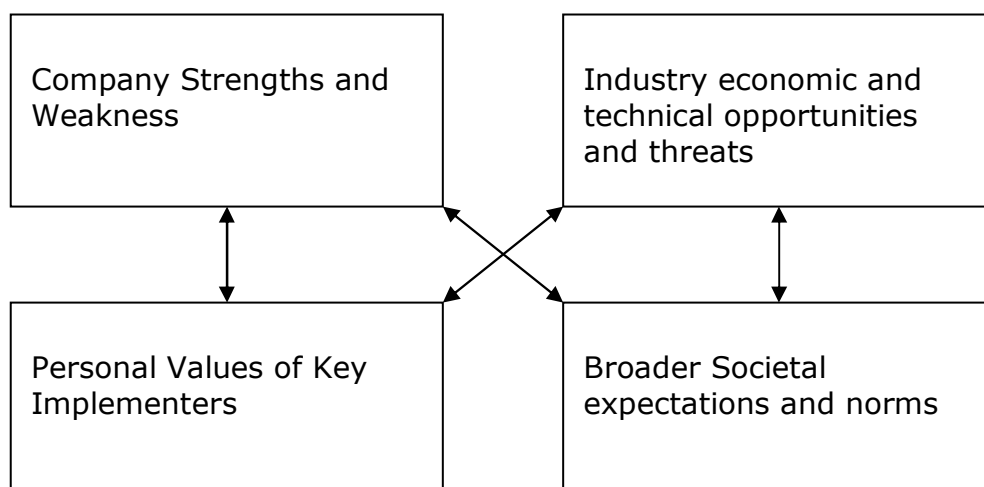 Company Strengths and
Weakness
Industry economic and
technical opportunities
and threats
Personal Values of Key
Implementers
Broader Societal
expectations and norms